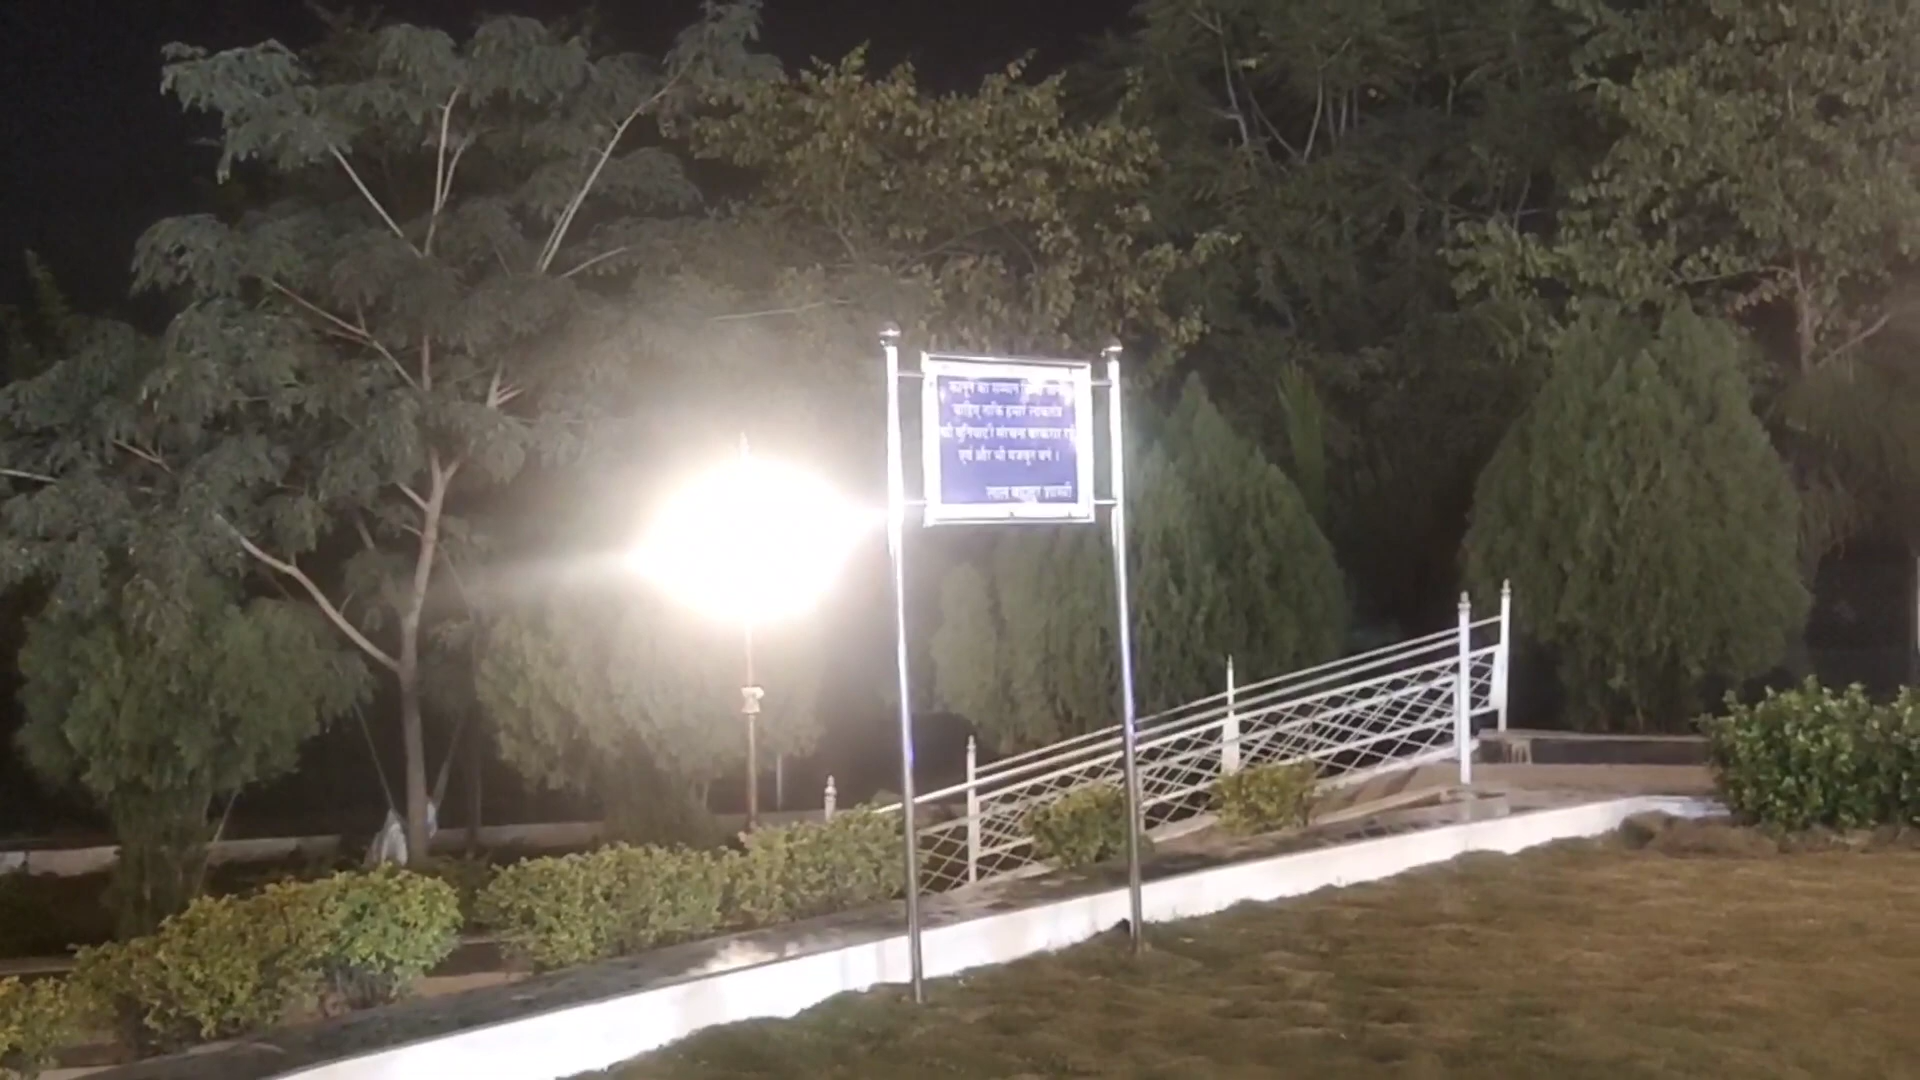 कानून का सम्मान किया जाना
चाहिए ताकि हमारे लोकतंत्र
की बुनियादी संरचना बरकरार रहे
एवं और भी मजबूत बने ।
लाल बहादुर शास्त्री